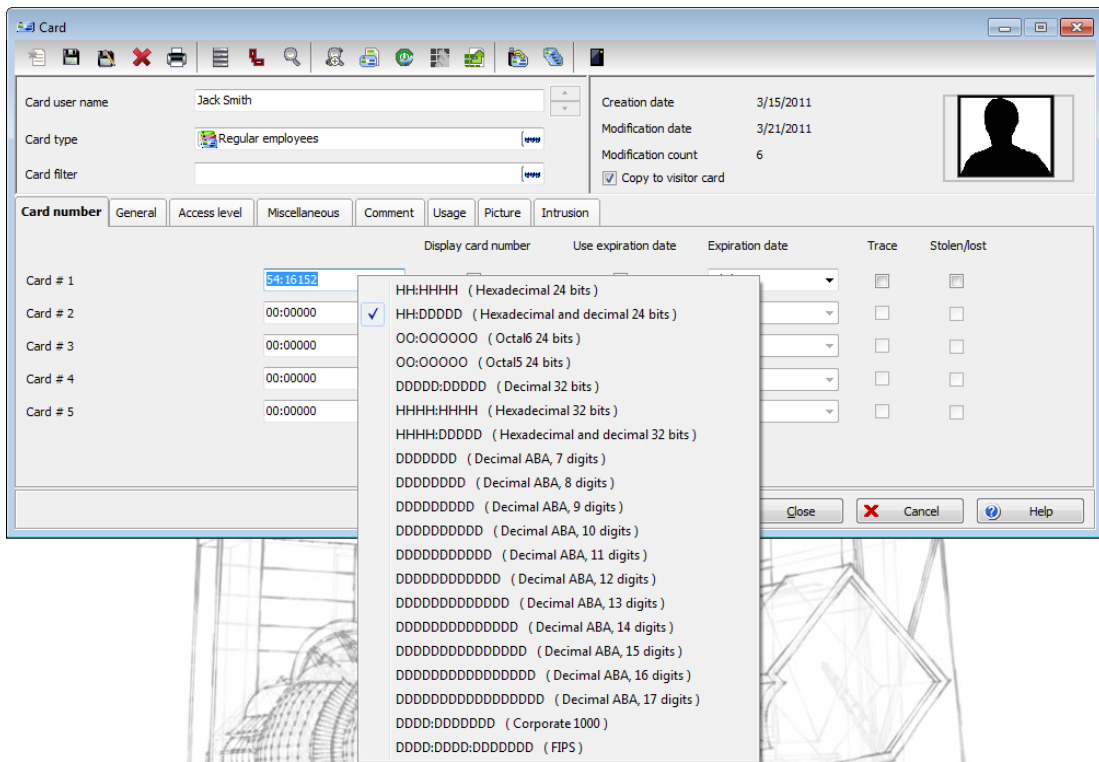 Card
Card user name Jack Smith Creation date 3/15/2011
Modification date 3/21/2011
Card type Regular employees
Modification count 6
Card filter Copy to visitor card
Card number General Access level Miscellaneous Comment Usage Picture Intrusion
Display card number Use expiration date Expiration date Trace Stolen/lost
Card # 1 54:16152
Card # 2 00:00000
Card # 3 00:00000
Card # 4 00:00000
Card # 5 00:00000
HH:HHHH ( Hexadecimal 24 bits )
HH:DDDDD ( Hexadecimal and decimal 24 bits )
OO:OOOOOO ( Octal6 24 bits )
OO:OOOOO ( Octal5 24 bits )
DDDDD:DDDDD ( Decimal 32 bits )
HHHH:HHHH ( Hexadecimal 32 bits )
HHHH:DDDDD ( Hexadecimal and decimal 32 bits )
DDDDDDD ( Decimal ABA, 7 digits )
DDDDDDDD ( Decimal ABA, 8 digits )
DDDDDDDDD ( Decimal ABA, 9 digits )
DDDDDDDDDD ( Decimal ABA, 10 digits )
DDDDDDDDDDD ( Decimal ABA, 11 digits )
DDDDDDDDDDDD ( Decimal ABA, 12 digits )
DDDDDDDDDDDDD ( Decimal ABA, 13 digits )
DDDDDDDDDDDDDD ( Decimal ABA, 14 digits )
DDDDDDDDDDDDDDD ( Decimal ABA, 15 digits )
DDDDDDDDDDDDDDDD ( Decimal ABA, 16 digits )
DDDDDDDDDDDDDDDDD ( Decimal ABA, 17 digits )
DDDD:DDDDDDD ( Corporate 1000 )
DDDD:DDDD:DDDDDDD ( FIPS )
Close Cancel Help